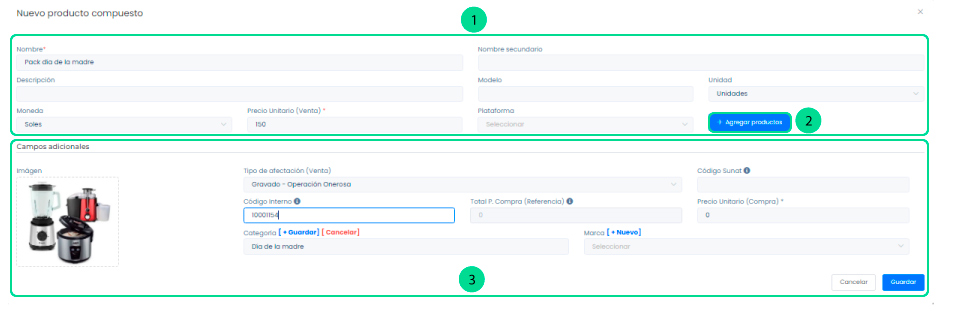 Nuevo producto compuesto ×
1
Nombre* Nombre secundario
Pack dia de la madre
Descripción Modelo Unidad
Unidades
Moneda Precio Unitario (Venta) * Plataforma
Soles 150 Seleccionar + Agregar productos 2
Campos adicionales
Imágen Tipo de afectación (Venta) Código Sunat
Gravado - Operación Onerosa
Código Interno Total P. Compra (Referencia) Precio Unitario (Compra) *
10001154 0 0
Categoría [ + Guardar] [ Cancelar] Marca [ + Nuevo]
Dia de la madre Seleccionar
3
Cancelar Guardar